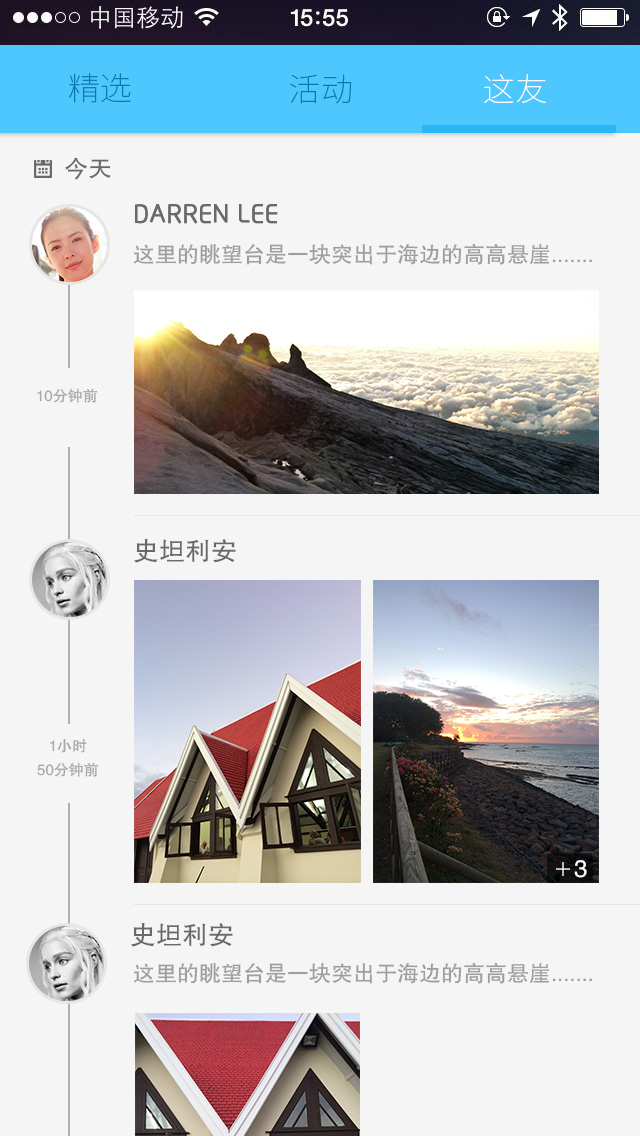 中国移动 15:55
精选 活动 这友
今天
DARREN LEE
这里的眺望台是一块突出于海边的高高悬崖.......
10分钟前
史坦利安
1小时
50分钟前
+3
史坦利安
这里的眺望台是一块突出于海边的高高悬崖.......